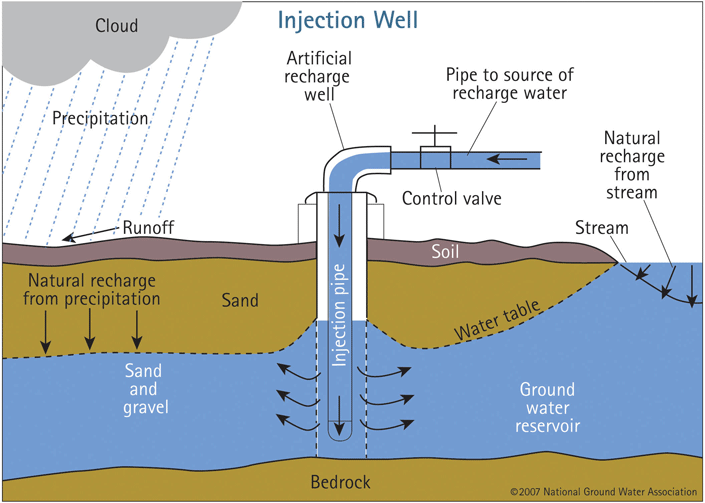 Injection Well
Cloud
Precipitation
Artificial
recharge
well
Pipe to source of
recharge water
Control valve
Natural
recharge
from
stream
Stream
Runoff
Soil
Natural recharge
from precipitation
Sand
Injection pipe
Water table
Sand
and
gravel
Ground
water
reservoir
Bedrock
©2007 National Ground Water Association